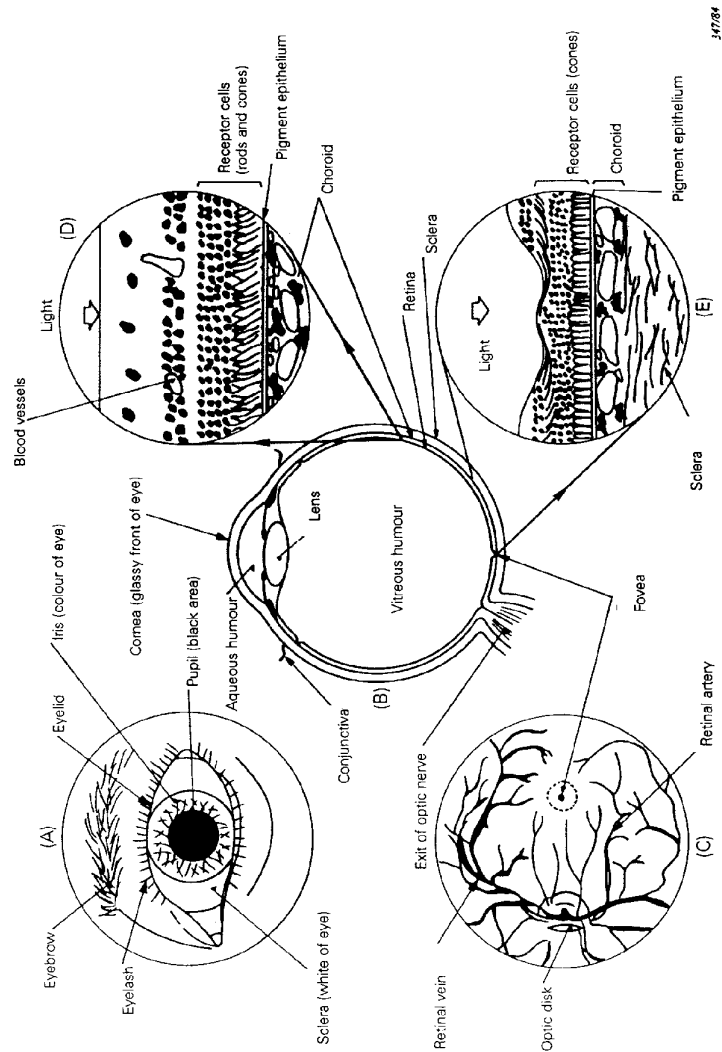 (A)
Eyebrow
Eyelid
Iris (colour of eye)
Eyelash
Pupil (black area)
Sclera (white of eye)
Cornea (glassy front of eye)
Aqueous humour
Conjunctiva
Lens
Vitreous humour
(B)
Exit of optic nerve
Fovea
Retina
Sclera
Choroid
(D)
Light
Blood vessels
Receptor cells
(rods and cones)
Pigment epithelium
Retinal vein
Optic disk
Retinal artery
(C)
Light
Receptor cells (cones)
Choroid
Pigment epithelium
Sclera
(E)
347/84